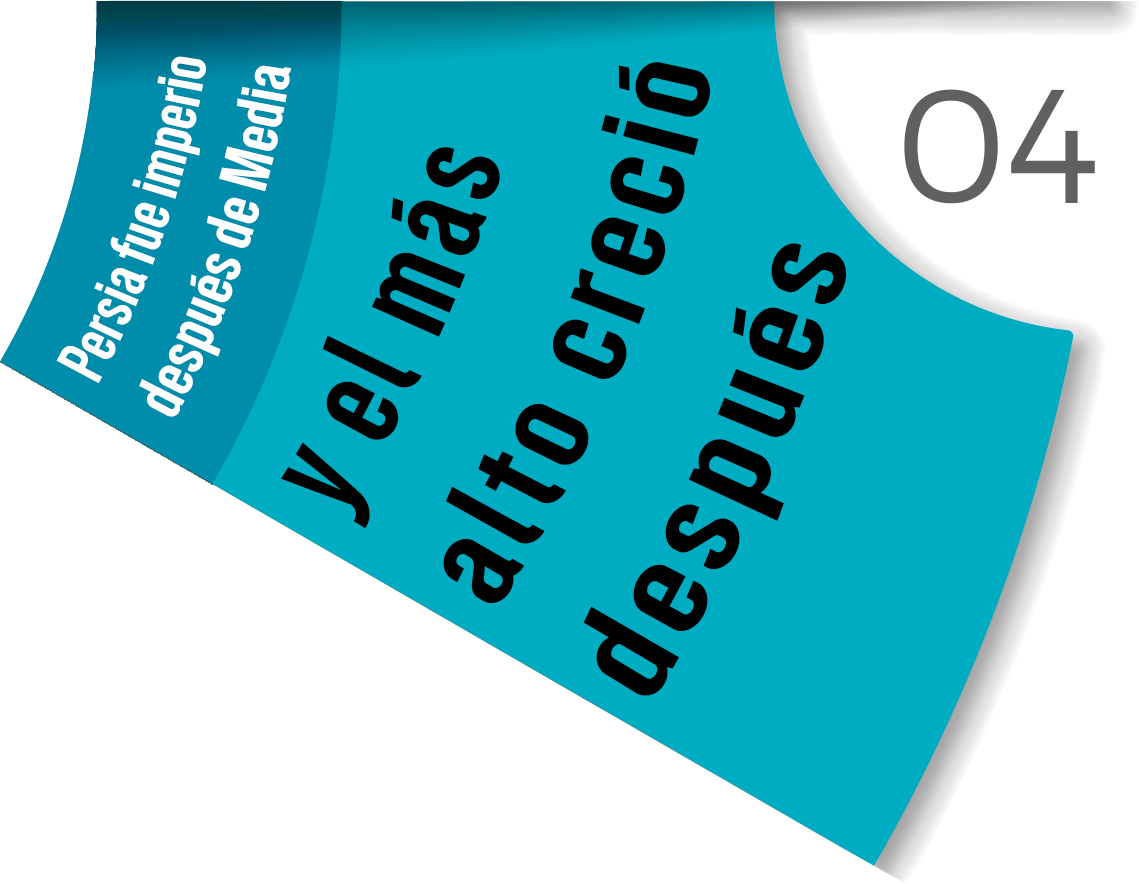 Persia fue imperio
después de Media
y el más
alto creció
después
04